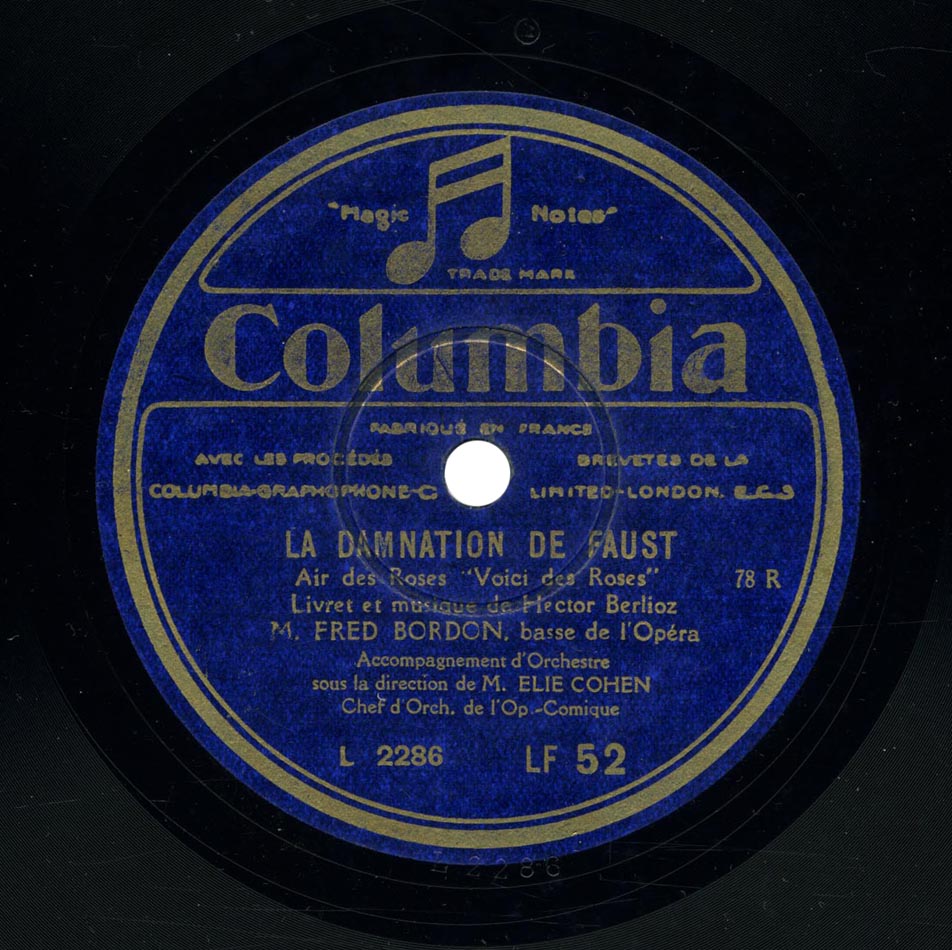 "Magic Notes"
TRADE MARK
Columbia
FABRIQUÉ EN FRANCE
AVEC LES PROCÉDÉS BREVETES DE LA
COLUMBIA-GRAPHOPHONE-C LIMITED-LONDON. E.C.3
LA DAMNATION DE FAUST
Air des Roses "Voici des Roses" 78 R
Livret et musique de Hector Berlioz
M. FRED BORDON, basse de l'Opéra
Accompagnement d'Orchestre
sous la direction de M. ELIE COHEN
Chef d'Orch. de l'Op.-Comique
L 2286 LF 52
L 2286